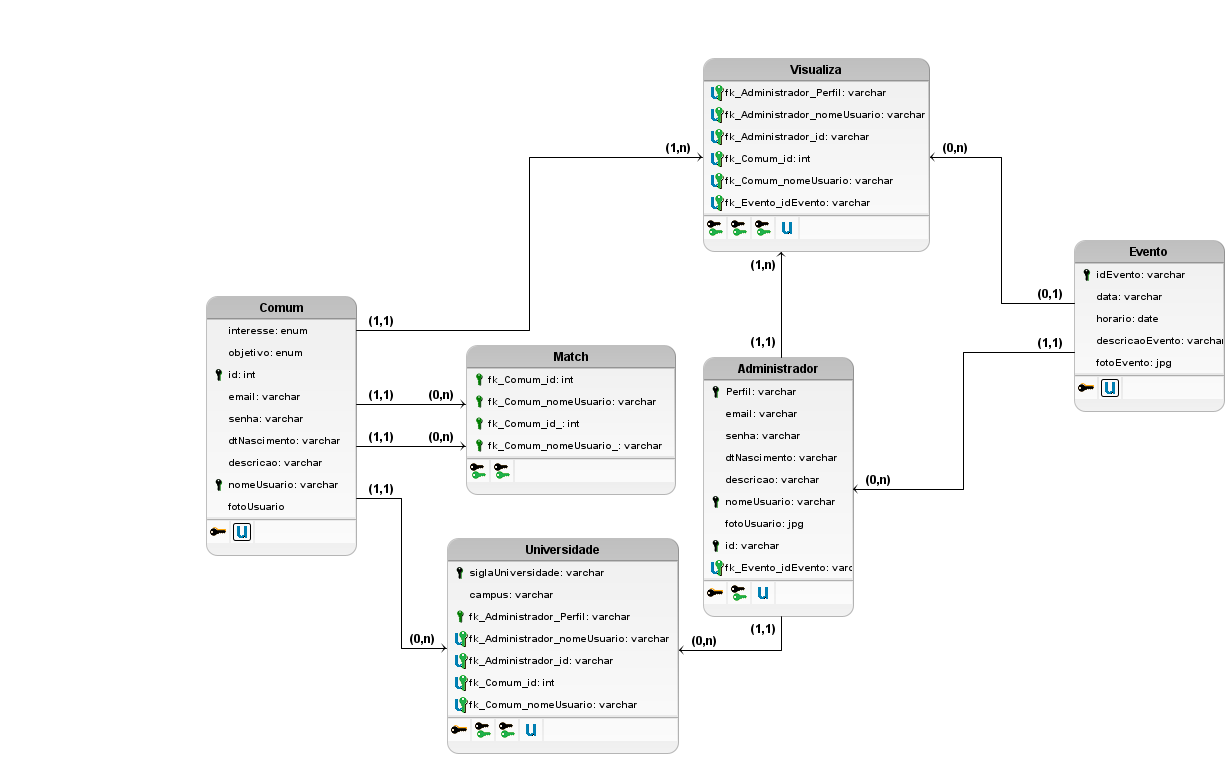 Visualiza
fk_Administrador_Perfil: varchar
fk_Administrador_nomeUsuario: varchar
fk_Administrador_id: varchar
fk_Comum_id: int
fk_Comum_nomeUsuario: varchar
fk_Evento_idEvento: varchar
(1,n)
(0,n)
(1,n)
(1,1)
Evento
idEvento: varchar
data: varchar
horario: date
descricaoEvento: varchar
fotoEvento: jpg
(0,1)
(1,1)
Comum
interesse: enum
objetivo: enum
id: int
email: varchar
senha: varchar
dtNascimento: varchar
descricao: varchar
nomeUsuario: varchar
fotoUsuario
(1,1)
(1,1)
(0,n)
(1,1)
(0,n)
(1,1)
Match
fk_Comum_id: int
fk_Comum_nomeUsuario: varchar
fk_Comum_id_: int
fk_Comum_nomeUsuario_: varchar
Administrador
Perfil: varchar
email: varchar
senha: varchar
dtNascimento: varchar
descricao: varchar
nomeUsuario: varchar
fotoUsuario: jpg
id: varchar
fk_Evento_idEvento: varc
(0,n)
(1,1)
(0,n)
Universidade
siglaUniversidade: varchar
campus: varchar
fk_Administrador_Perfil: varchar
fk_Administrador_nomeUsuario: varchar
fk_Administrador_id: varchar
fk_Comum_id: int
fk_Comum_nomeUsuario: varchar
(0,n)